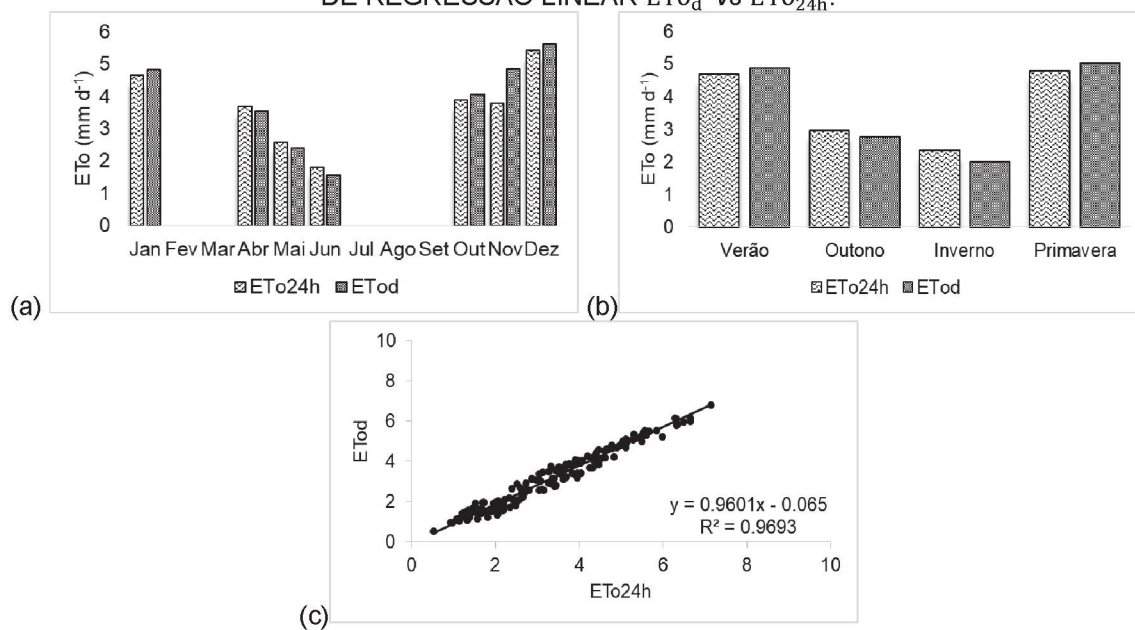 DE REGRESSÃO LINEAR ETo_d vs ETo_24h.
6
5
4
3
2
1
0
ETo (mm d⁻¹)
Jan Fev Mar Abr Mai Jun Jul Ago Set Out Nov Dez
ETo24h ETod
(a)
6
5
4
3
2
1
0
ETo (mm d⁻¹)
Verão Outono Inverno Primavera
ETo24h ETod
(b)
10
8
6
4
2
0
ETod
y = 0.9601x - 0.065
R² = 0.9693
0 2 4 6 8 10
ETo24h
(c)